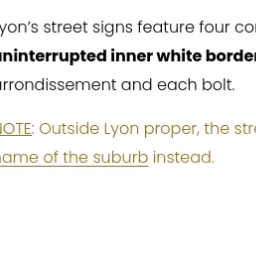 yon's street signs feature four co
uninterrupted inner white borde
arrondissement and each bolt.
NOTE: Outside Lyon proper, the stre
name of the suburb instead.